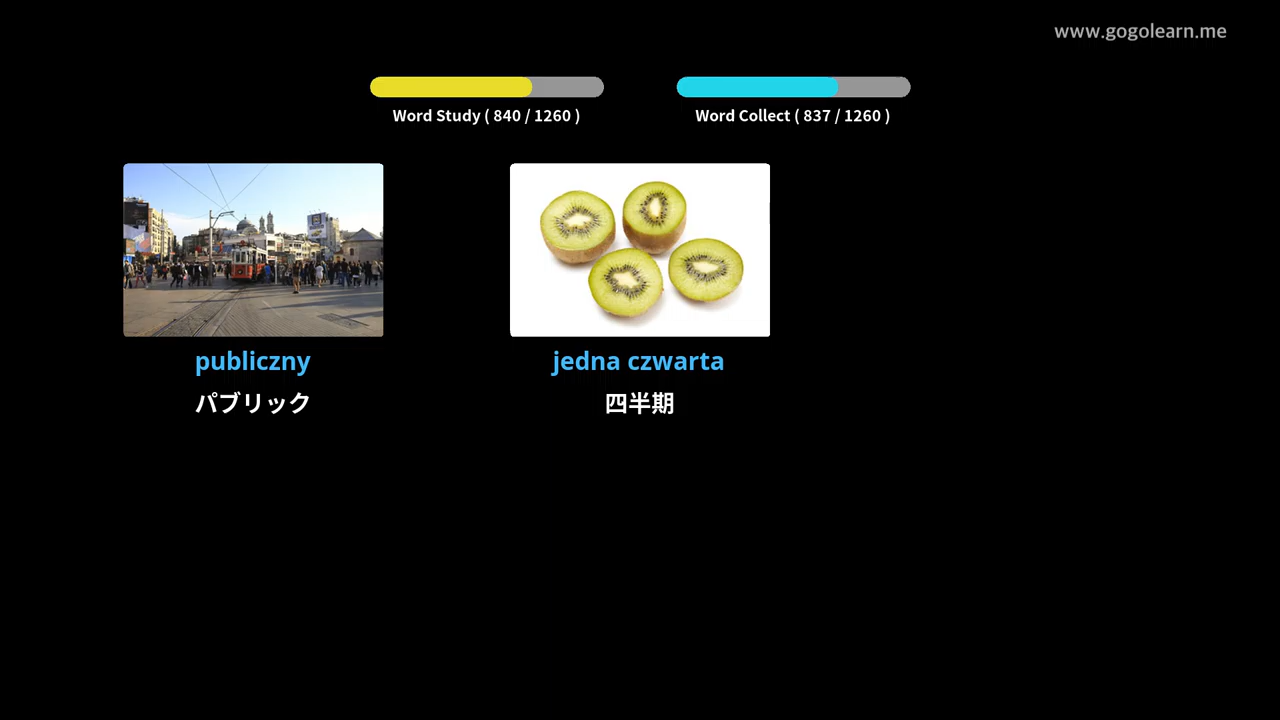 www.gogolearn.me
Word Study ( 840 / 1260 )
Word Collect ( 837 / 1260 )
publiczny
パブリック
jedna czwarta
四半期